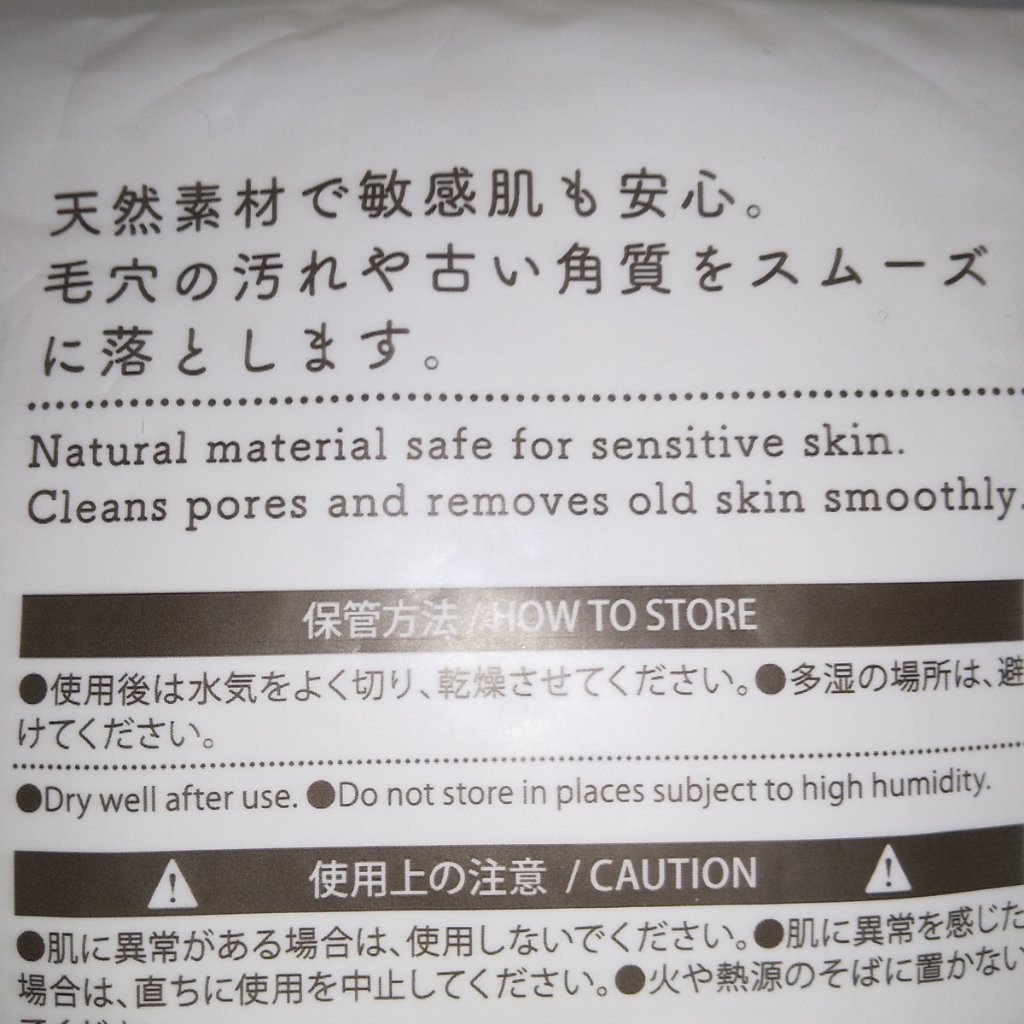 天然素材で敏感肌も安心。
毛穴の汚れや古い角質をスムーズ
に落とします。
Natural material safe for sensitive skin.
Cleans pores and removes old skin smoothly.
保管方法 / HOW TO STORE
●使用後は水気をよく切り、乾燥させてください。●多湿の場所は、避
けてください。
●Dry well after use. ●Do not store in places subject to high humidity.
使用上の注意 / CAUTION
●肌に異常がある場合は、使用しないでください。●肌に異常を感じた
場合は、直ちに使用を中止してください。●火や熱源のそばに置かない